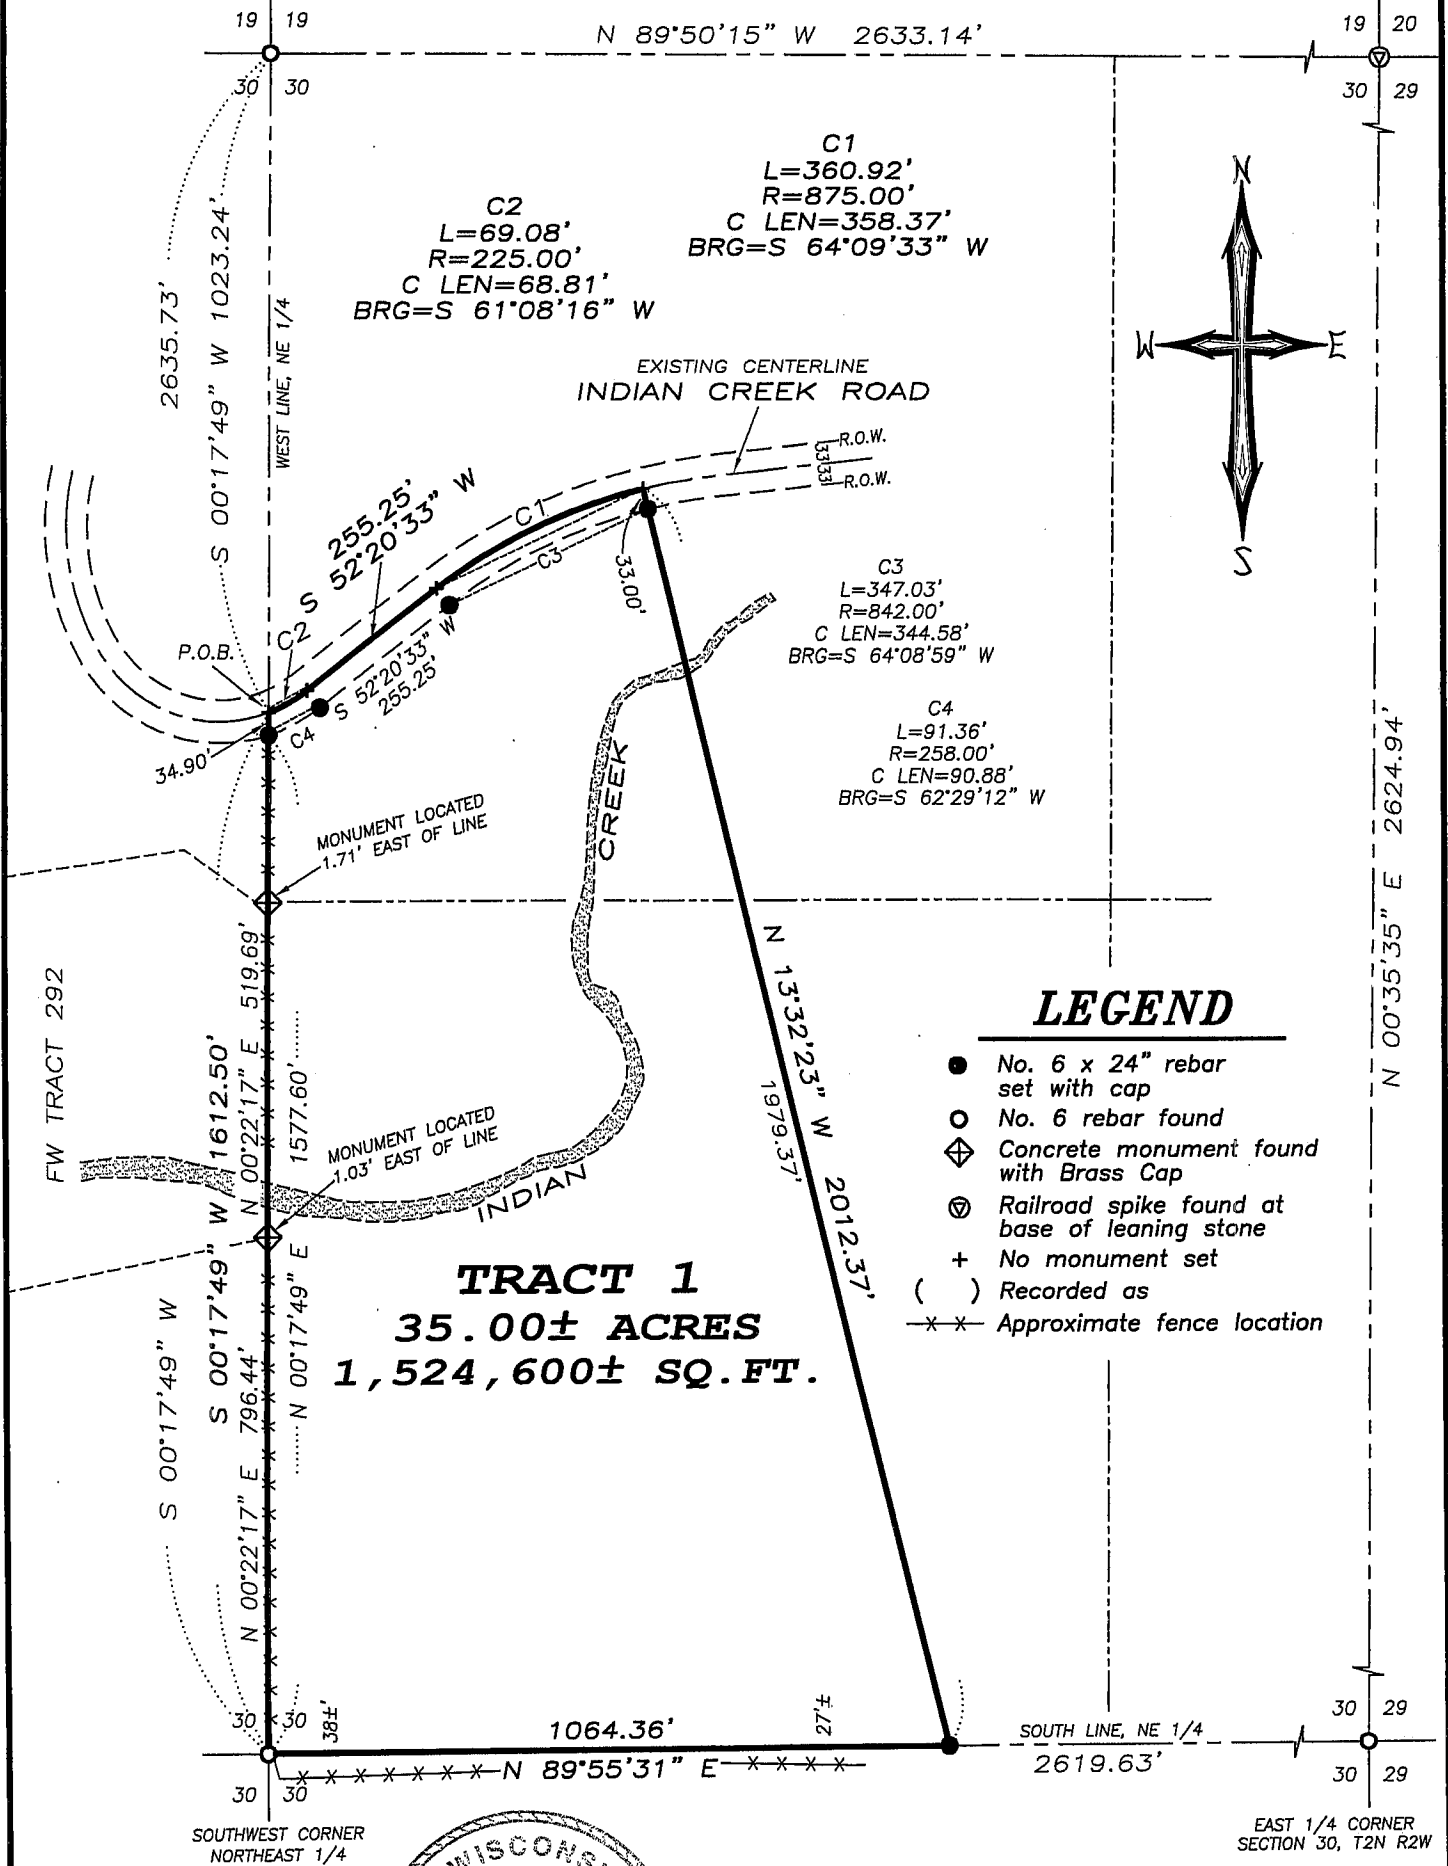 19 19
N 89°50'15" W 2633.14'
19 20
30 30
30 29
C1
L=360.92'
R=875.00'
C LEN=358.37'
BRG=S 64°09'33" W
C2
L=69.08'
R=225.00'
C LEN=68.81'
BRG=S 61°08'16" W
N
W E
S
2635.73'
S 00°17'49" W 1023.24'
WEST LINE, NE 1/4
EXISTING CENTERLINE
INDIAN CREEK ROAD
R.O.W.
33'
33'
R.O.W.
255.25'
S 52°20'33" W
C1
C3
33.00'
C3
L=347.03'
R=842.00'
C LEN=344.58'
BRG=S 64°08'59" W
P.O.B.
C2
S 52°20'33" W
255.25'
C4
34.90'
C4
L=91.36'
R=258.00'
C LEN=90.88'
BRG=S 62°29'12" W
MONUMENT LOCATED
1.71' EAST OF LINE
CREEK
N 00°35'35" E 2624.94'
FW TRACT 292
S 00°17'49" W 1612.50'
N 00°22'17" E 519.69'
N 00°17'49" E 1577.60'
MONUMENT LOCATED
1.03' EAST OF LINE
INDIAN
N 13°32'23" W 2012.37'
1979.37'
LEGEND
No. 6 x 24" rebar
set with cap
No. 6 rebar found
Concrete monument found
with Brass Cap
Railroad spike found at
base of leaning stone
+ No monument set
( ) Recorded as
x x Approximate fence location
TRACT 1
35.00± ACRES
1,524,600± SQ.FT.
S 00°17'49" W
N 00°22'17" E 796.44'
30 30
38±'
1064.36'
27'±
SOUTH LINE, NE 1/4
30 29
N 89°55'31" E
2619.63'
30 30
30 29
SOUTHWEST CORNER
NORTHEAST 1/4
WISCONS
EAST 1/4 CORNER
SECTION 30, T2N R2W